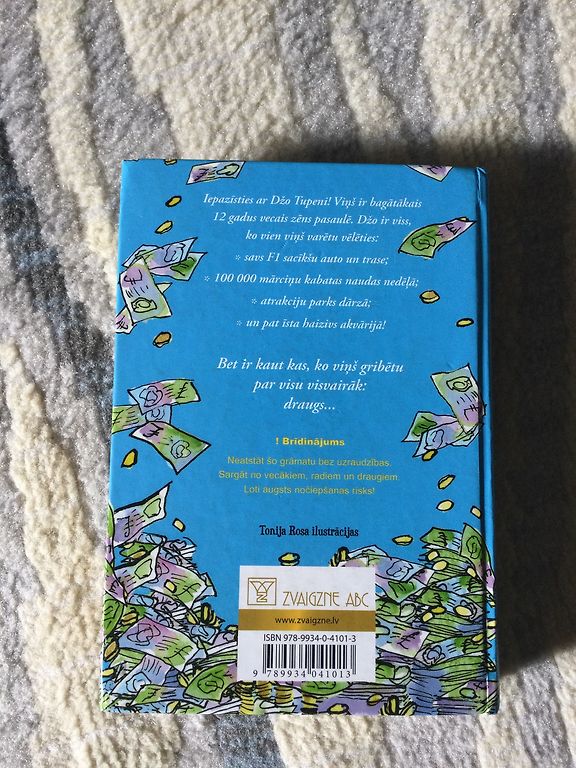 Iepazīsties ar Džo Tupeni! Viņš ir bagātākais
12 gadus vecais zēns pasaulē. Džo ir viss,
ko vien viņš varētu vēlēties:
* savs F1 sacīkšu auto un trase;
* 100 000 mārciņu kabatas naudas nedēļā;
* atrakciju parks dārzā;
* un pat īsta haizivs akvārijā!
Bet ir kaut kas, ko viņš gribētu
par visu visvairāk:
draugs...
! Brīdinājums
Neatstāt šo grāmatu bez uzraudzības.
Sargāt no vecākiem, radiem un draugiem.
Ļoti augsts nočiepšanas risks!
Tonija Rosa ilustrācijas
ZVAIGZNE ABC
www.zvaigzne.lv
ISBN 978-9934-0-4101-3
9 789934 041013